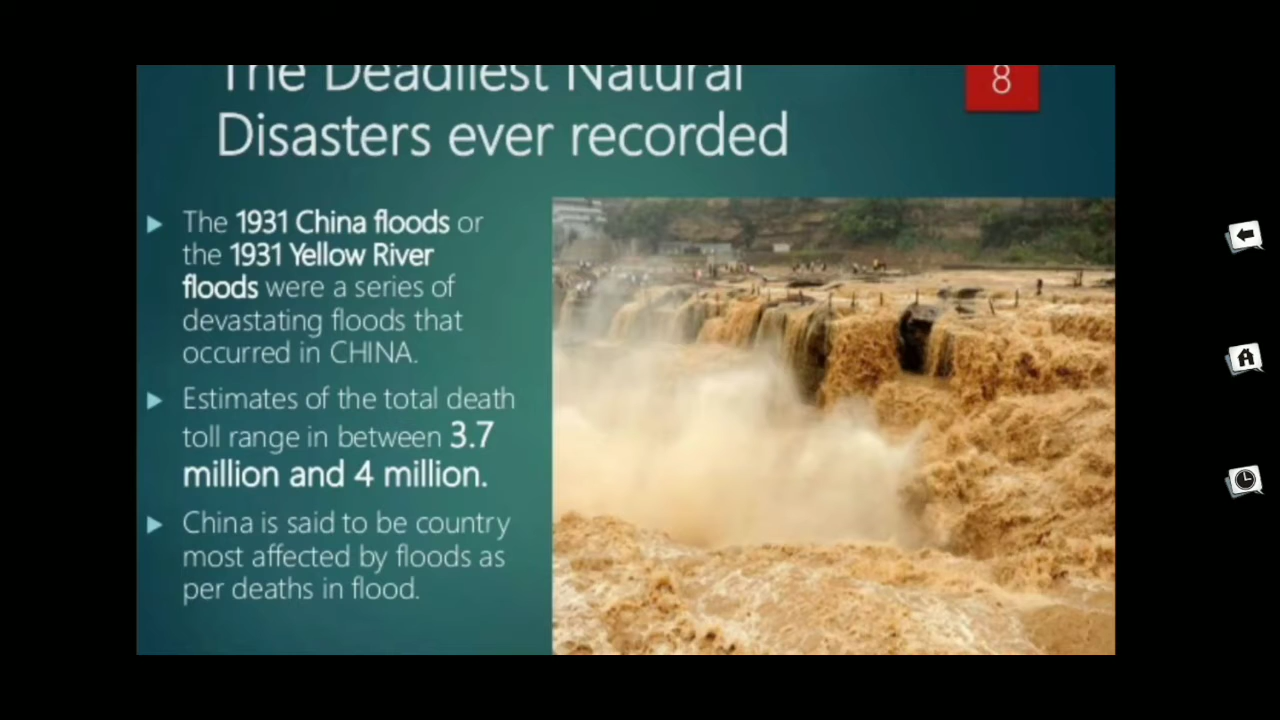 The Deadliest Natural
Disasters ever recorded
8
The 1931 China floods or
the 1931 Yellow River
floods were a series of
devastating floods that
occurred in CHINA.
Estimates of the total death
toll range in between 3.7
million and 4 million.
China is said to be country
most affected by floods as
per deaths in flood.